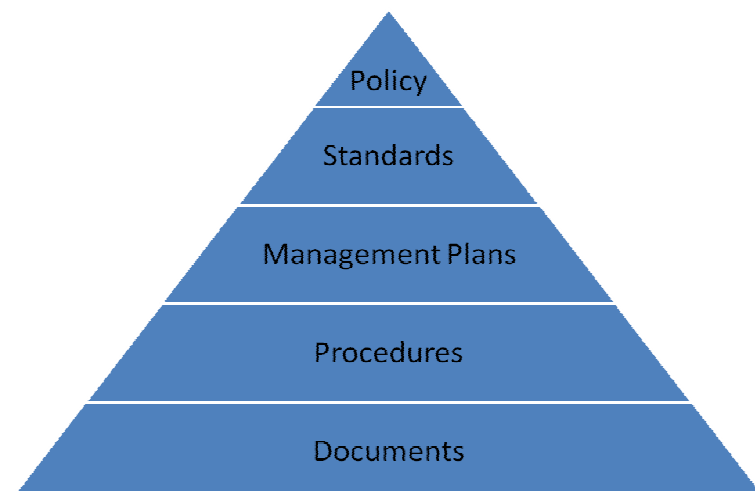 Policy
Standards
Management Plans
Procedures
Documents